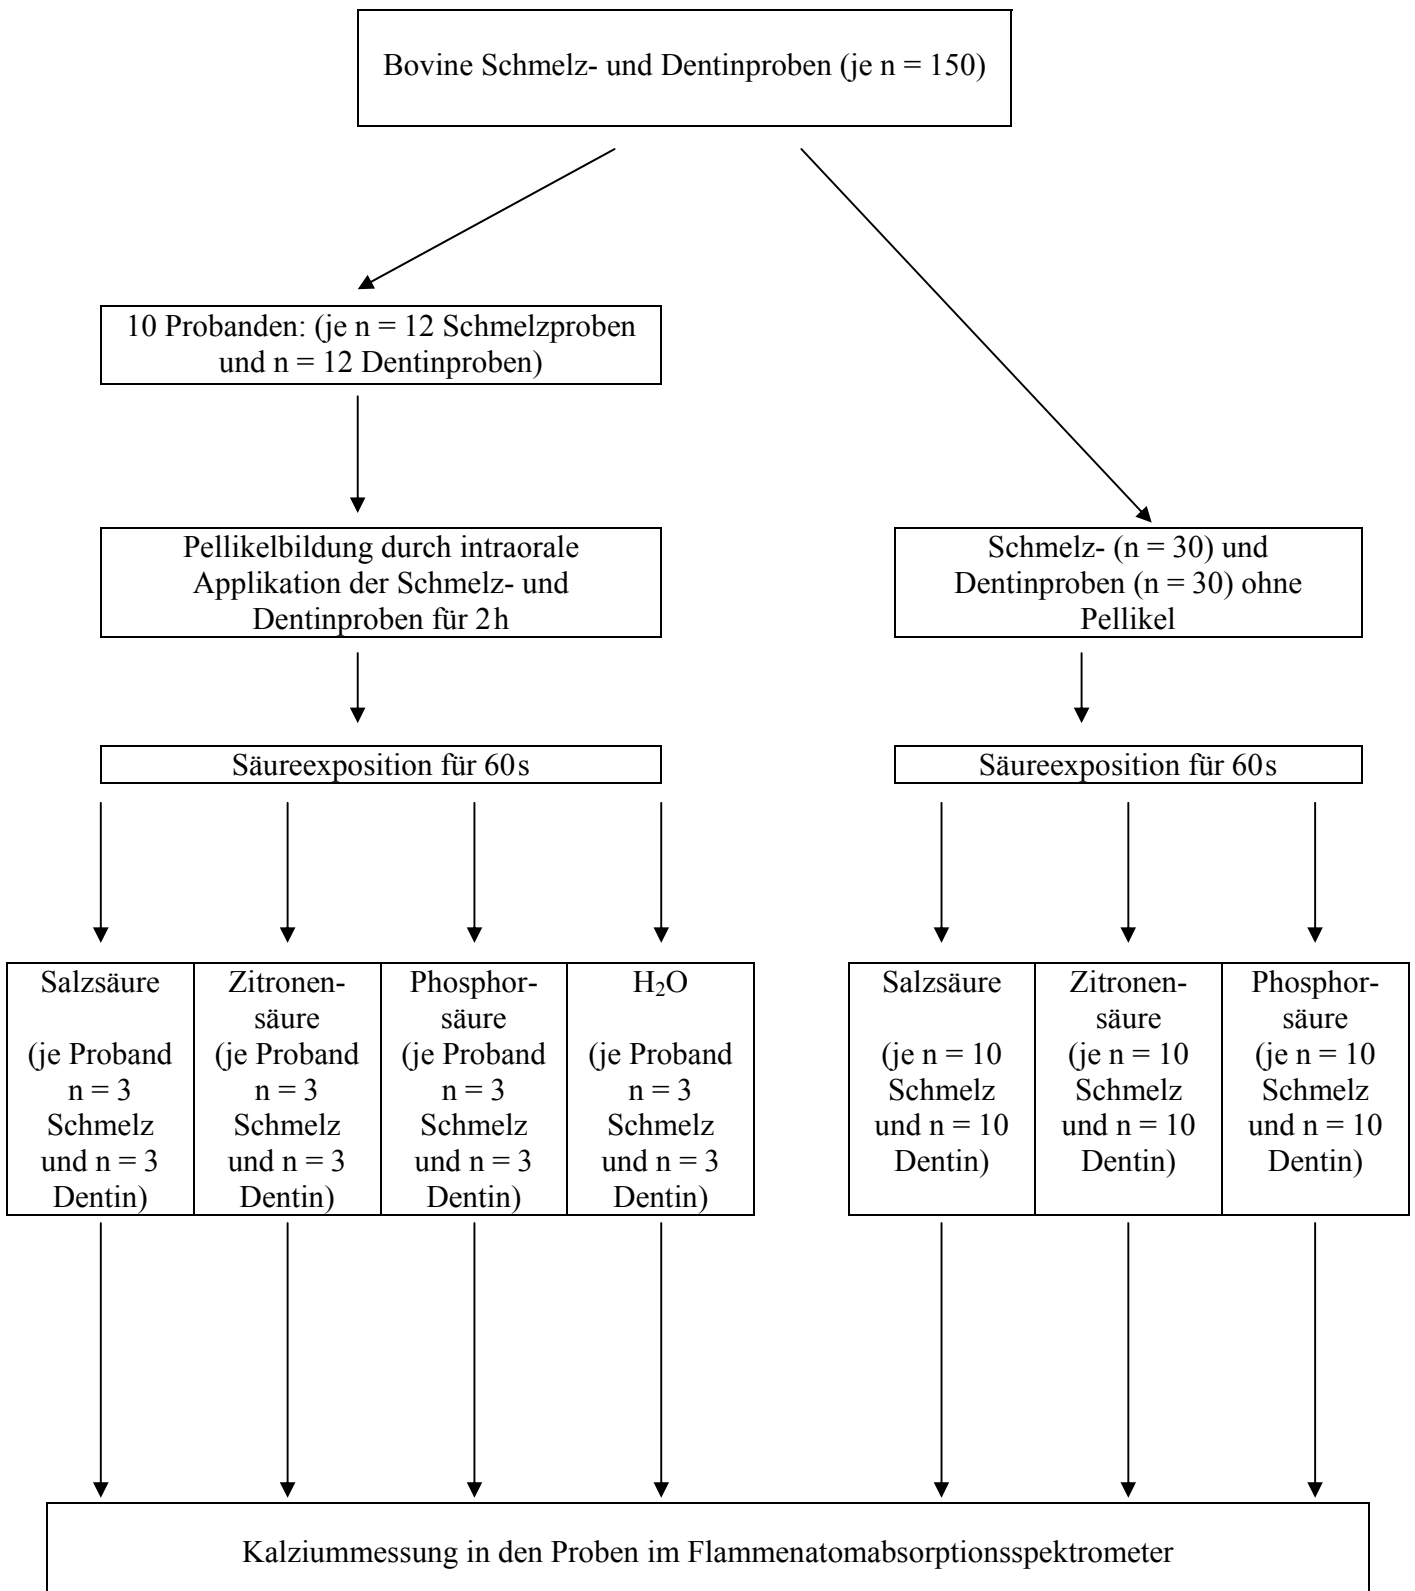 Bovine Schmelz- und Dentinproben (je n = 150)
10 Probanden: (je n = 12 Schmelzproben
und n = 12 Dentinproben)
Pellikelbildung durch intraorale
Applikation der Schmelz- und
Dentinproben für 2 h
Schmelz- (n = 30) und
Dentinproben (n = 30) ohne
Pellikel
Säureexposition für 60 s
Säureexposition für 60 s
Salzsäure
(je Proband
n = 3
Schmelz
und n = 3
Dentin)
Zitronen-
säure
(je Proband
n = 3
Schmelz
und n = 3
Dentin)
Phosphor-
säure
(je Proband
n = 3
Schmelz
und n = 3
Dentin)
H₂O
(je Proband
n = 3
Schmelz
und n = 3
Dentin)
Salzsäure
(je n = 10
Schmelz
und n = 10
Dentin)
Zitronen-
säure
(je n = 10
Schmelz
und n = 10
Dentin)
Phosphor-
säure
(je n = 10
Schmelz
und n = 10
Dentin)
Kalziummessung in den Proben im Flammenatomabsorptionsspektrometer